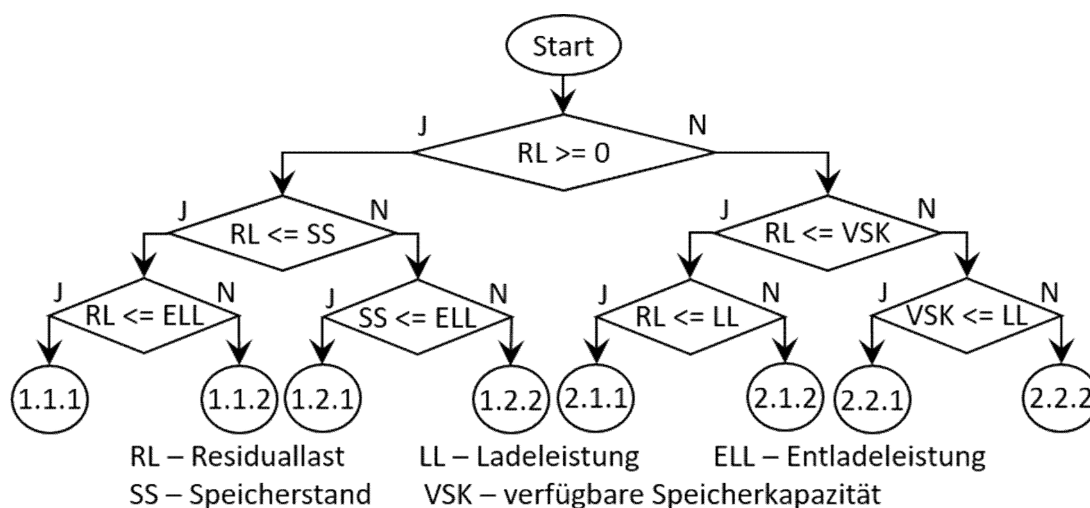 Start
J N
RL >= 0
J N J N
RL <= SS RL <= VSK
J N J N J N J N
RL <= ELL SS <= ELL RL <= LL VSK <= LL
1.1.1 1.1.2 1.2.1 1.2.2 2.1.1 2.1.2 2.2.1 2.2.2
RL – Residuallast LL – Ladeleistung ELL – Entladeleistung
SS – Speicherstand VSK – verfügbare Speicherkapazität